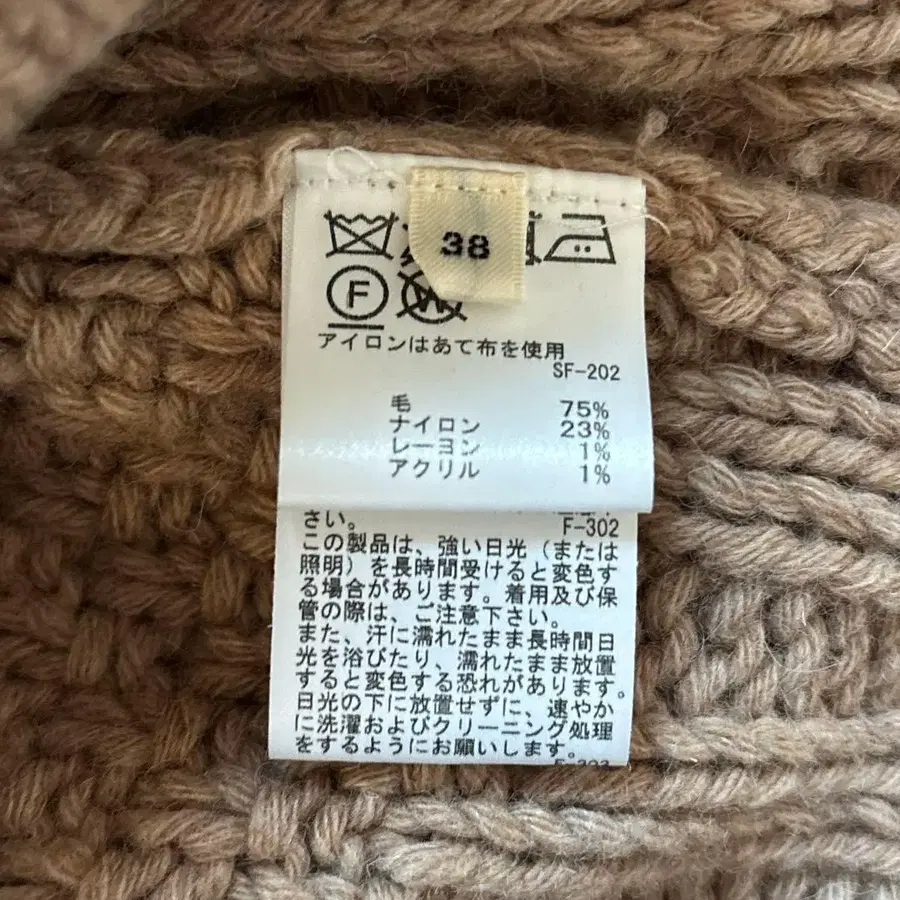 38
F
W
アイロンはあて布を使用
SF-202
毛 75%
ナイロン 23%
レーヨン 1%
アクリル 1%
さい。
F-302
この製品は、強い日光（または
照明）を長時間受けると変色す
る場合があります。着用及び保
管の際は、ご注意下さい。
また、汗に濡れたまま長時間日
光を浴びたり、濡れたまま放置
すると変色する恐れがあります。
日光の下に放置せずに、速やか
に洗濯およびクリーニング処理
をするようにお願いします。